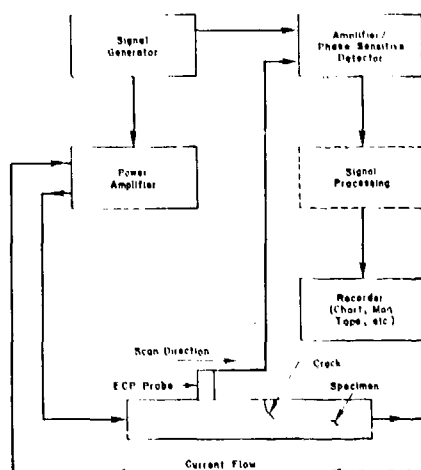 Signal
Generator
Amplifier/
Phase Sensitive
Detector
Power
Amplifier
Signal
Processing
Recorder
(Chart, Mag
Tape, etc)
Scan Direction
Crack
ECP Probe
Specimen
Current Flow